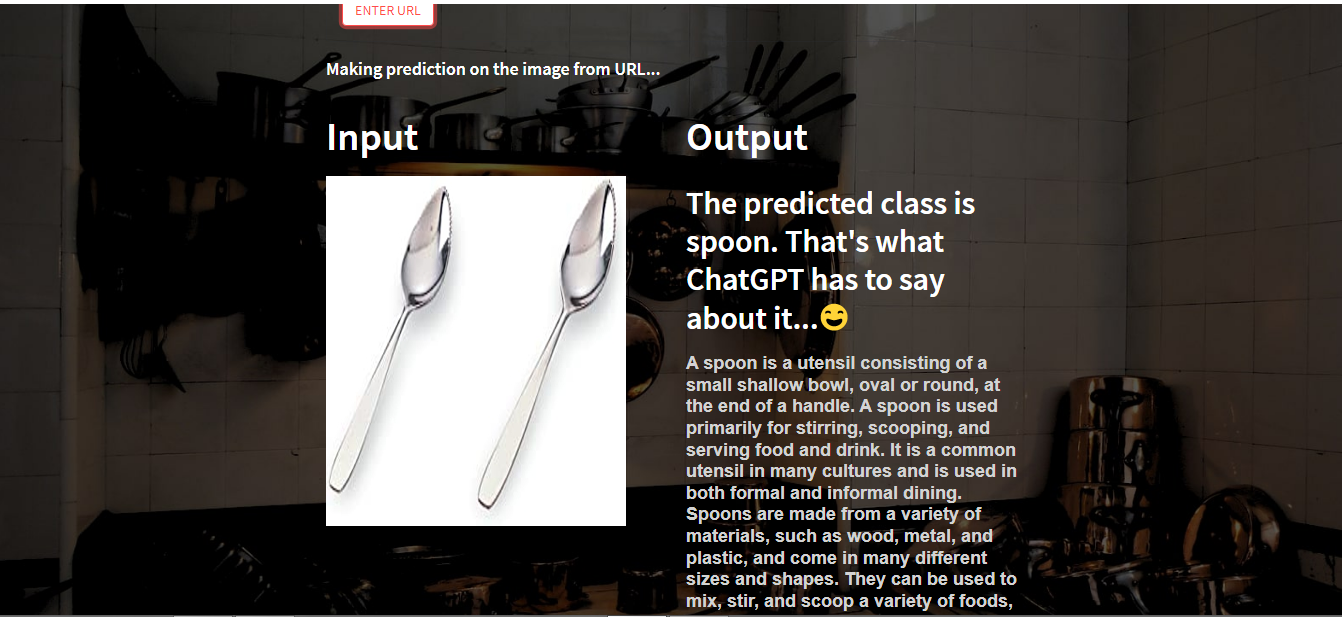 ENTER URL
Making prediction on the image from URL...
Input
Output
The predicted class is
spoon. That's what
ChatGPT has to say
about it...😄
A spoon is a utensil consisting of a
small shallow bowl, oval or round, at
the end of a handle. A spoon is used
primarily for stirring, scooping, and
serving food and drink. It is a common
utensil in many cultures and is used in
both formal and informal dining.
Spoons are made from a variety of
materials, such as wood, metal, and
plastic, and come in many different
sizes and shapes. They can be used to
mix, stir, and scoop a variety of foods,